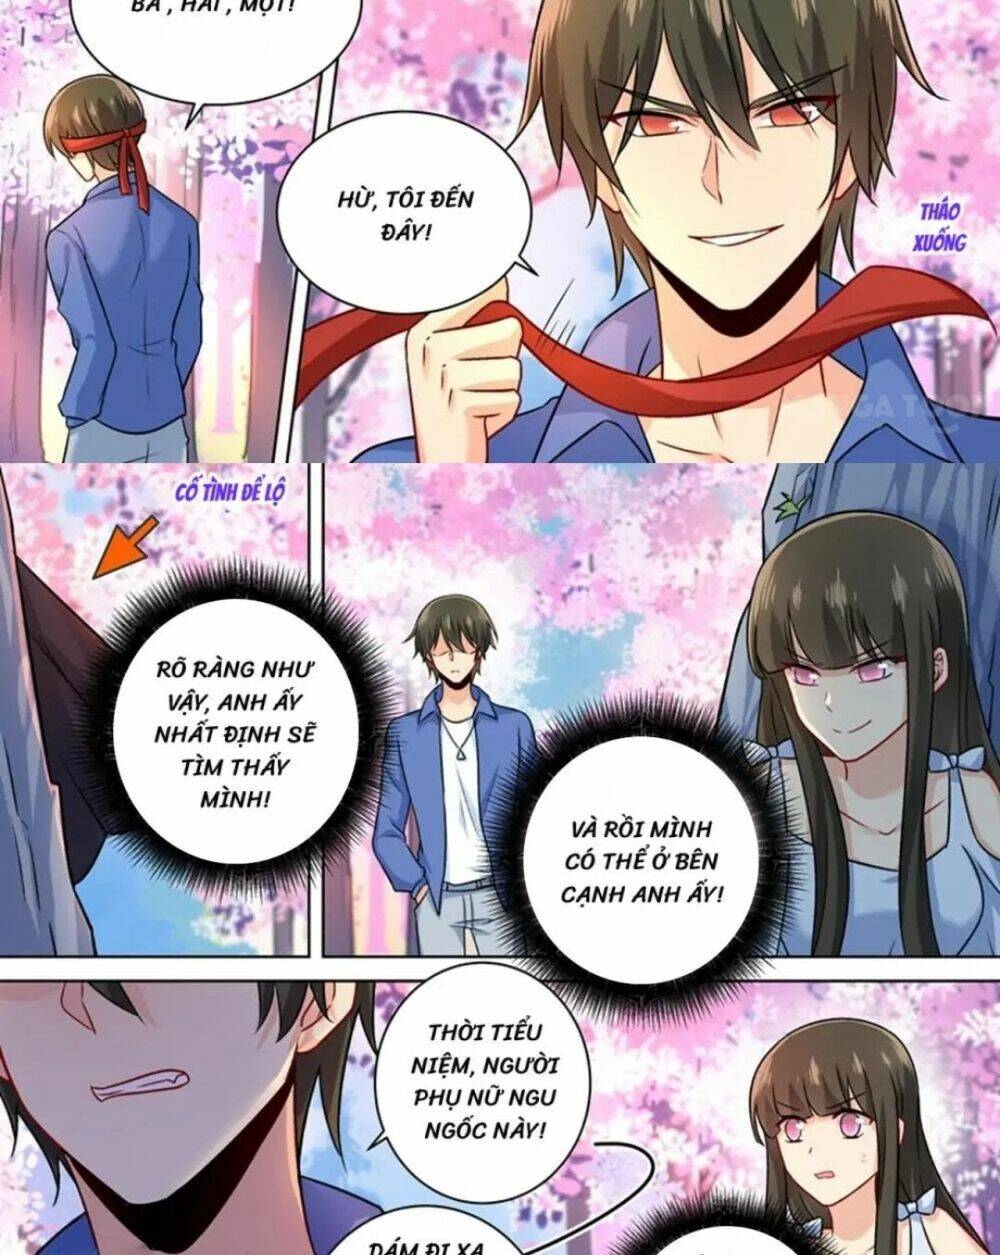 BA, HAI, MỘT!
HỪ, TÔI ĐẾN
ĐÂY!
THÁO
XUỐNG
CỐ TÌNH ĐỂ LỘ
RÕ RÀNG NHƯ
VẬY, ANH ẤY
NHẤT ĐỊNH SẼ
TÌM THẤY
MÌNH!
VÀ RỒI MÌNH
CÓ THỂ Ở BÊN
CẠNH ANH ẤY!
THỜI TIỂU
NIỆM, NGƯỜI
PHỤ NỮ NGU
NGỐC NÀY!
DÁM ĐI XA